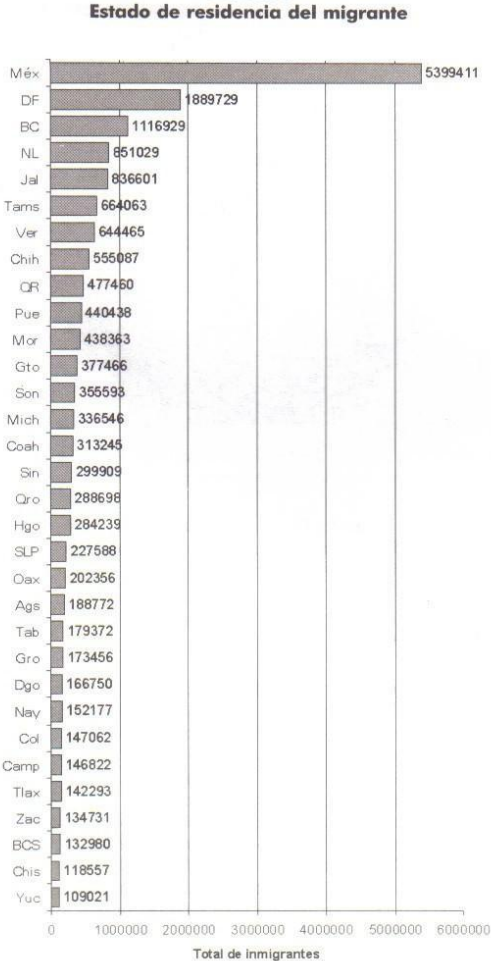 Estado de residencia del migrante
Méx 5399411
DF 1889729
BC 1116929
NL 851029
Jal 836601
Tams 664063
Ver 644465
Chih 555087
QR 477460
Pue 440438
Mor 438363
Gto 377466
Son 355593
Mich 336546
Coah 313245
Sin 299909
Qro 288698
Hgo 284239
SLP 227588
Oax 202356
Ags 188772
Tab 179372
Gro 173456
Dgo 166750
Nay 152177
Col 147062
Camp 146822
Tlax 142293
Zac 134731
BCS 132980
Chis 118557
Yuc 109021
0 1000000 2000000 3000000 4000000 5000000 6000000
Total de inmigrantes